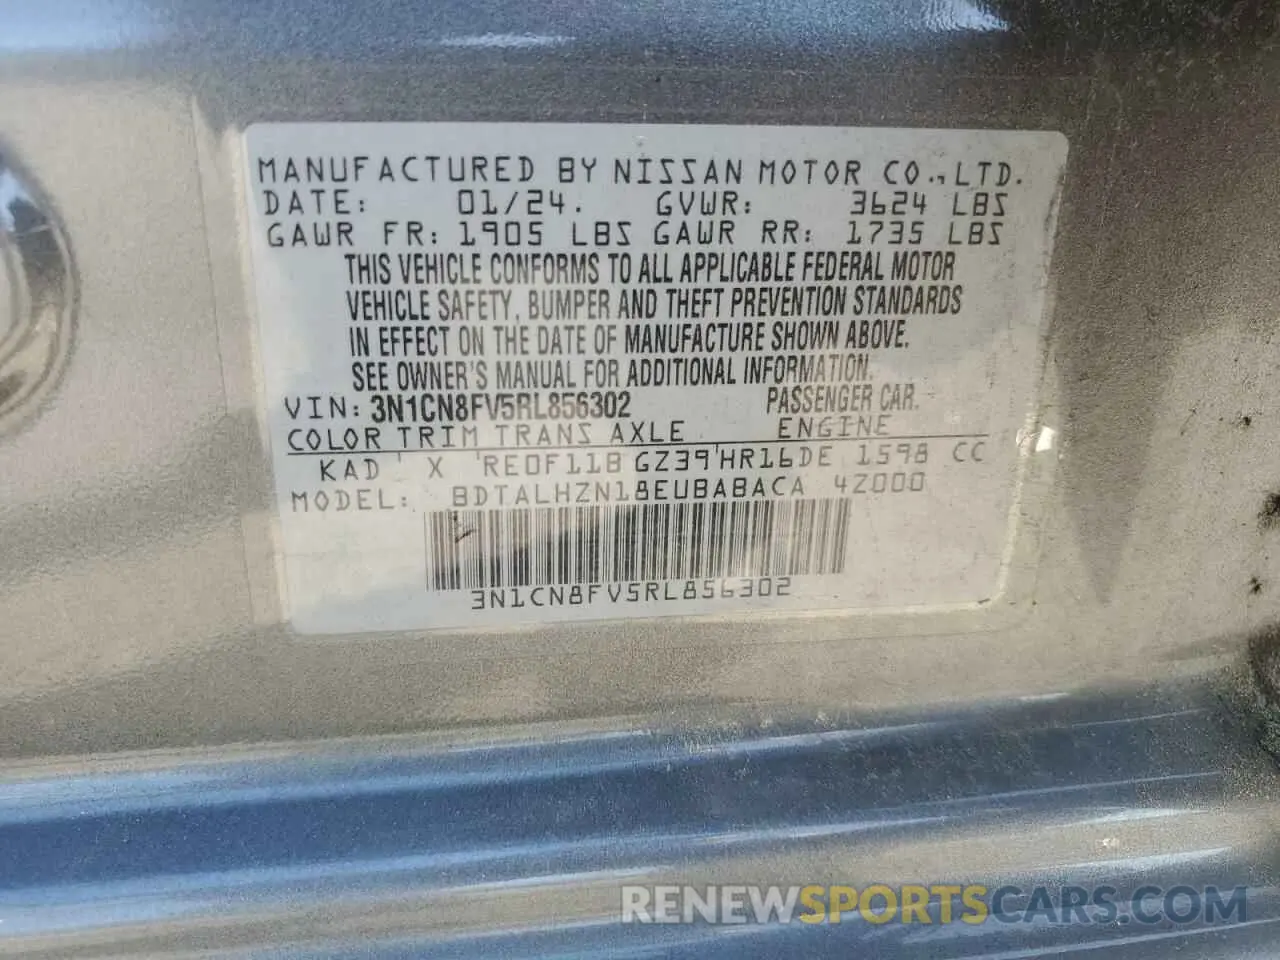 MANUFACTURED BY NISSAN MOTOR CO., LTD.
DATE: 01/24. GVWR: 3624 LBS
GAWR FR: 1905 LBS GAWR RR: 1735 LBS
THIS VEHICLE CONFORMS TO ALL APPLICABLE FEDERAL MOTOR
VEHICLE SAFETY, BUMPER AND THEFT PREVENTION STANDARDS
IN EFFECT ON THE DATE OF MANUFACTURE SHOWN ABOVE.
SEE OWNER'S MANUAL FOR ADDITIONAL INFORMATION.
VIN: 3N1CN8FV5RL856302 PASSENGER CAR.
COLOR TRIM TRANS AXLE ENGINE
KAD X RE0F11B GZ39 HR16DE 1598 CC
MODEL: BDTALHZN18EUBABACA 4Z000
3N1CN8FV5RL856302
RENEWSPORTSCARS.COM